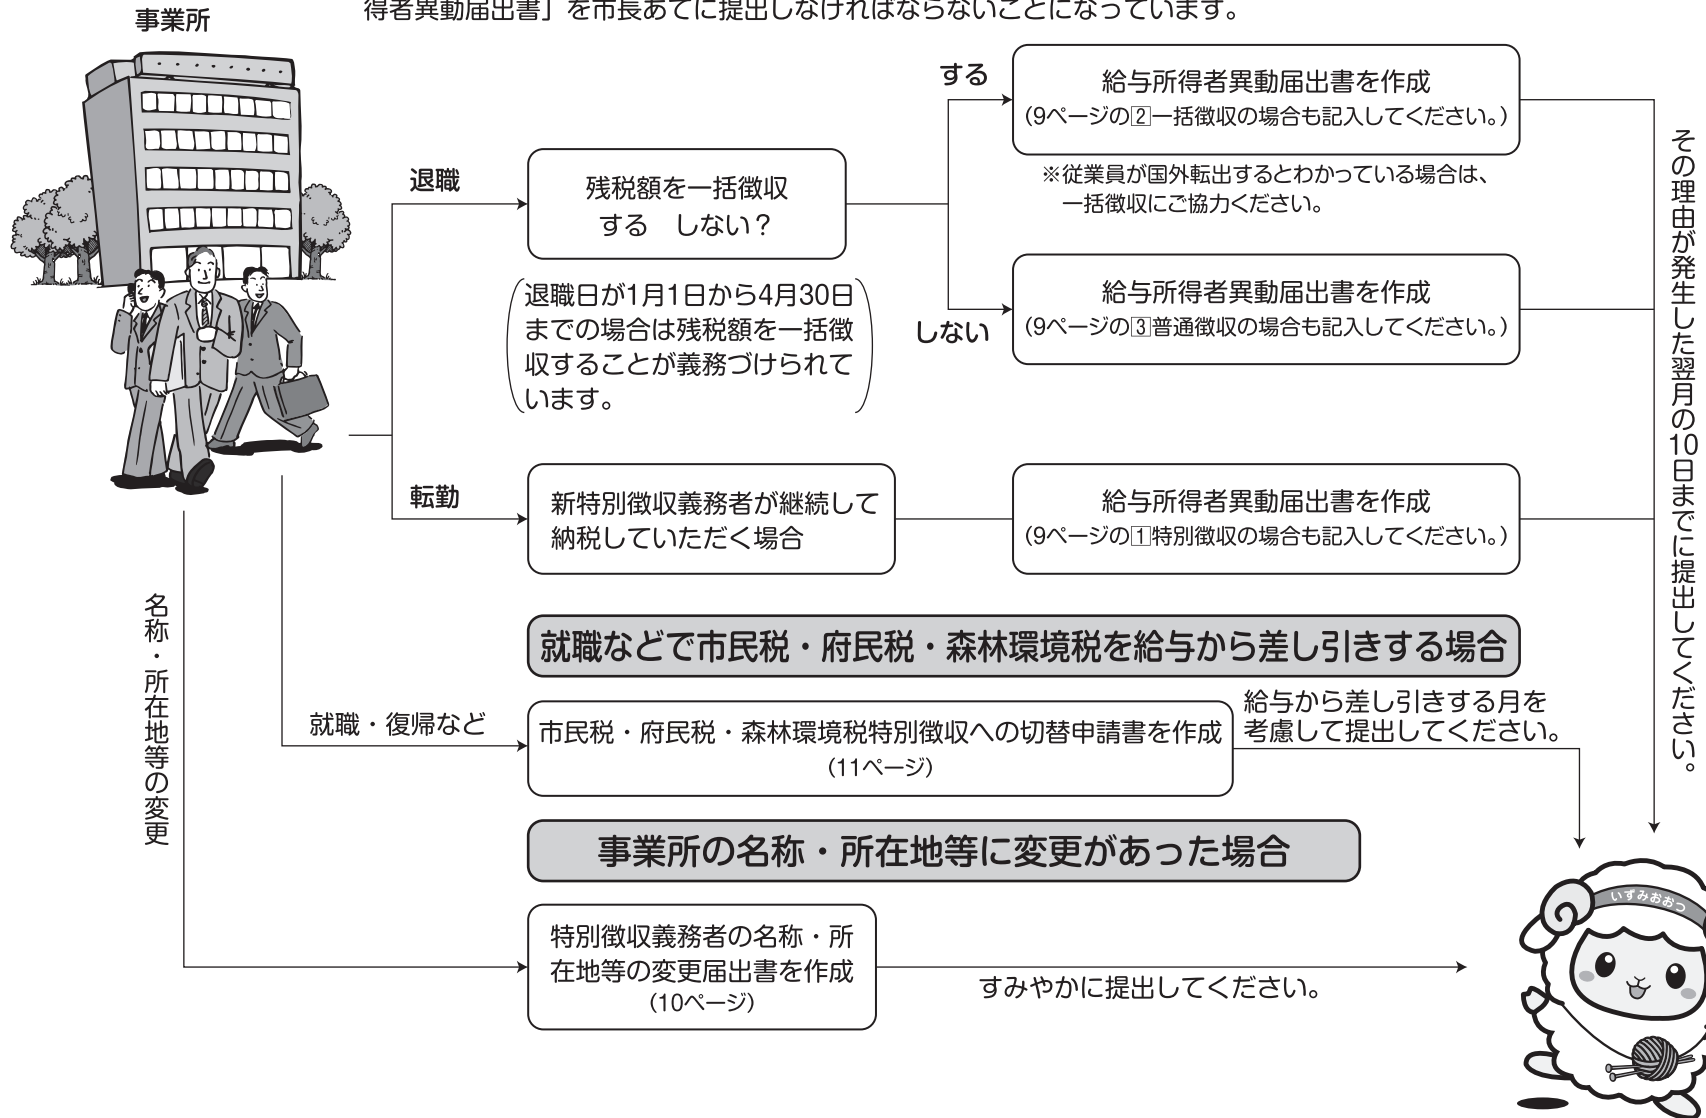 得者異動届出書」を市長あてに提出しなければならないことになっています。
事業所
退職
残税額を一括徴収
する　しない？
退職日が1月1日から4月30日
までの場合は残税額を一括徴
収することが義務づけられて
います。
する
給与所得者異動届出書を作成
（9ページの2一括徴収の場合も記入してください。）
※従業員が国外転出するとわかっている場合は、
一括徴収にご協力ください。
しない
給与所得者異動届出書を作成
（9ページの3普通徴収の場合も記入してください。）
転勤
新特別徴収義務者が継続して
納税していただく場合
給与所得者異動届出書を作成
（9ページの1特別徴収の場合も記入してください。）
その理由が発生した翌月の10日までに提出してください。
就職などで市民税・府民税・森林環境税を給与から差し引きする場合
就職・復帰など
市民税・府民税・森林環境税特別徴収への切替申請書を作成
（11ページ）
給与から差し引きする月を
考慮して提出してください。
事業所の名称・所在地等に変更があった場合
名称・所在地等の変更
特別徴収義務者の名称・所
在地等の変更届出書を作成
（10ページ）
すみやかに提出してください。
いずみおおつ